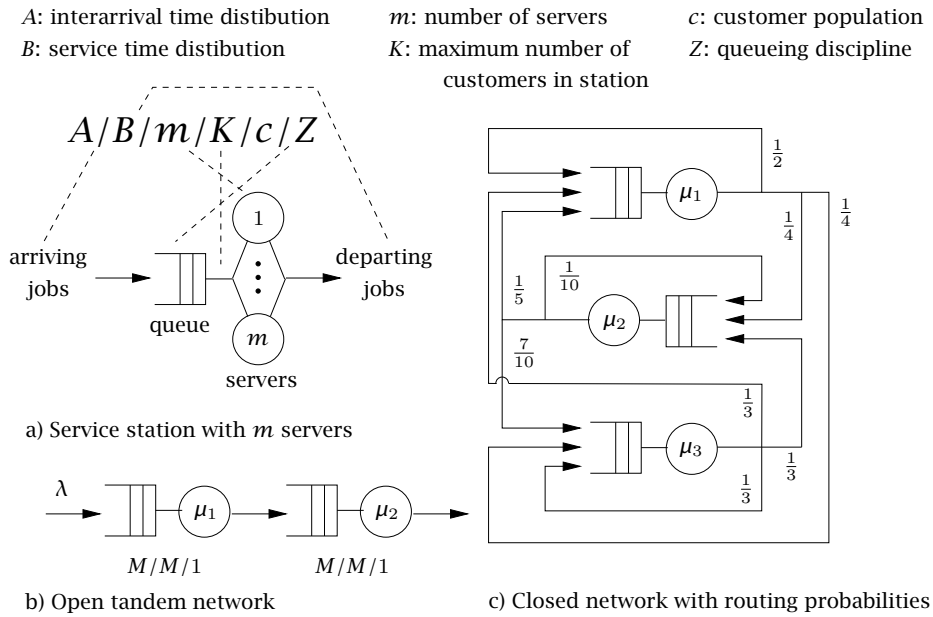 A: interarrival time distibution
m: number of servers
c: customer population
B: service time distibution
K: maximum number of
customers in station
Z: queueing discipline
A/B/m/K/c/Z
1
arriving
jobs
departing
jobs
queue
m
servers
a) Service station with m servers
λ
μ1
μ2
M/M/1
M/M/1
b) Open tandem network
1/2
μ1
1/4
1/4
1/5
1/10
μ2
7/10
1/3
μ3
1/3
1/3
c) Closed network with routing probabilities